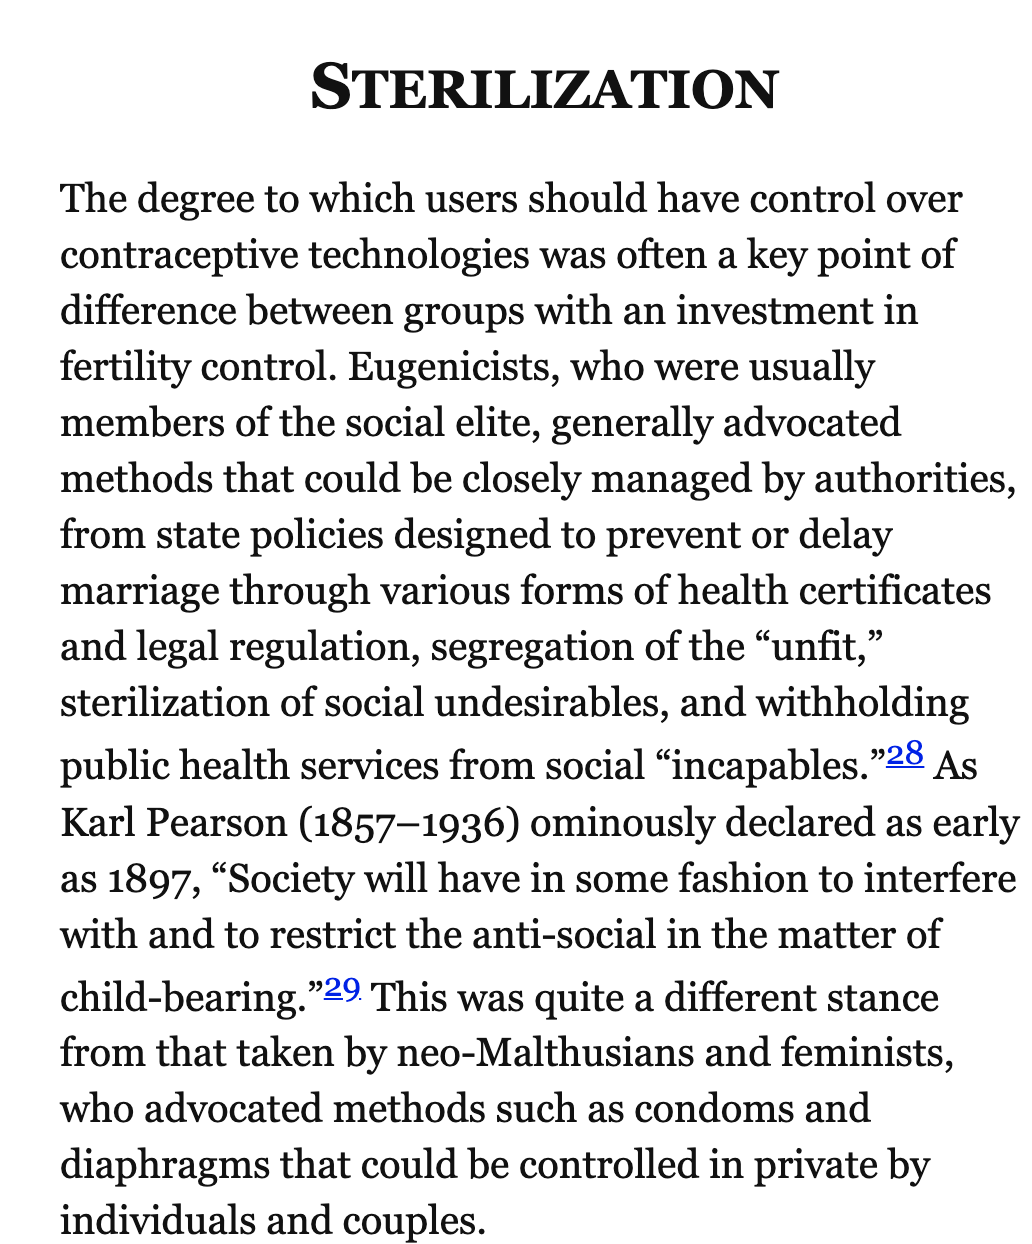 STERILIZATION
The degree to which users should have control over
contraceptive technologies was often a key point of
difference between groups with an investment in
fertility control. Eugenicists, who were usually
members of the social elite, generally advocated
methods that could be closely managed by authorities,
from state policies designed to prevent or delay
marriage through various forms of health certificates
and legal regulation, segregation of the “unfit,”
sterilization of social undesirables, and withholding
public health services from social “incapables.”28 As
Karl Pearson (1857–1936) ominously declared as early
as 1897, “Society will have in some fashion to interfere
with and to restrict the anti-social in the matter of
child-bearing.”29 This was quite a different stance
from that taken by neo-Malthusians and feminists,
who advocated methods such as condoms and
diaphragms that could be controlled in private by
individuals and couples.